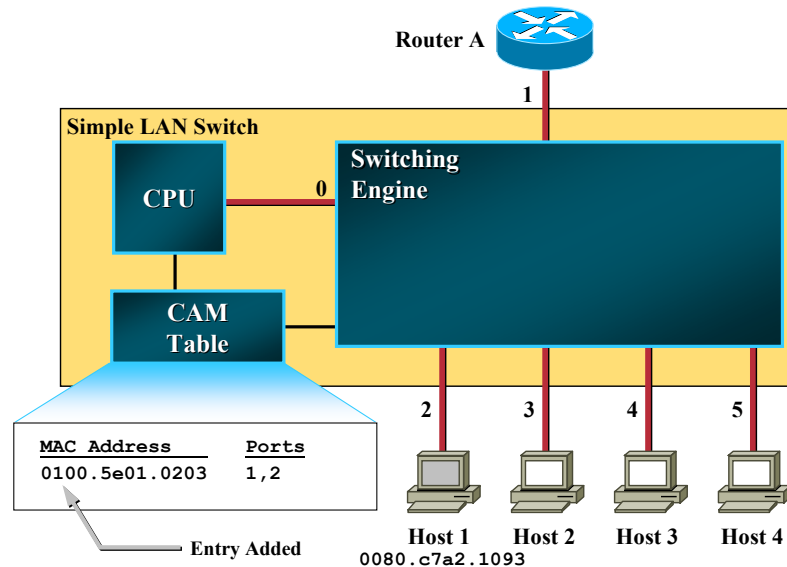 Router A
1
Simple LAN Switch
Switching
Engine
CPU
0
CAM
Table
2
3
4
5
MAC Address Ports
0100.5e01.0203 1,2
Entry Added
Host 1
Host 2
Host 3
Host 4
0080.c7a2.1093